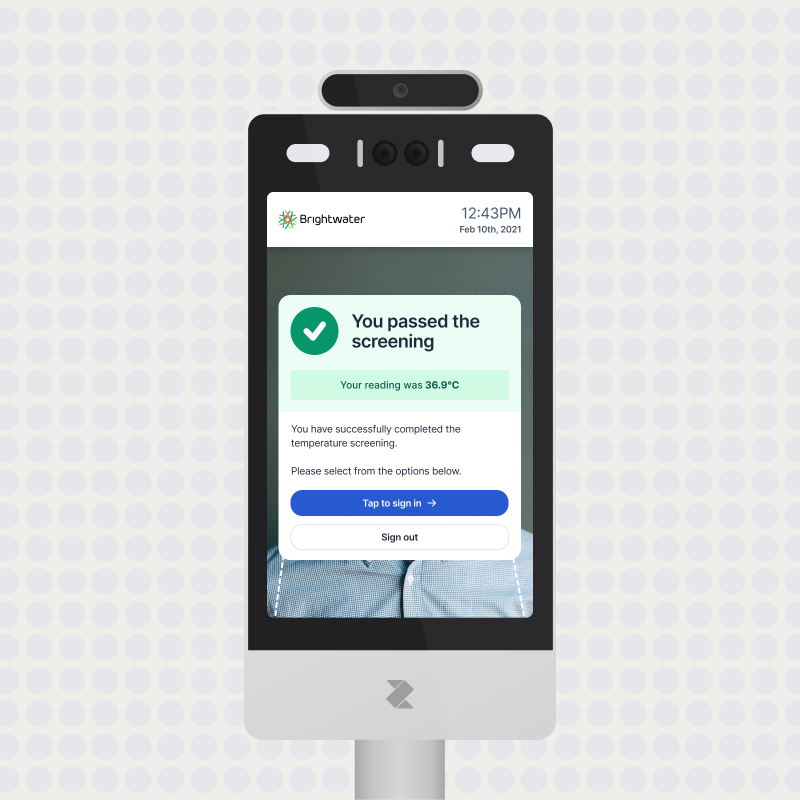 Brightwater
12:43PM
Feb 10th, 2021
You passed the
screening
Your reading was 36.9°C
You have successfully completed the
temperature screening.
Please select from the options below.
Tap to sign in →
Sign out